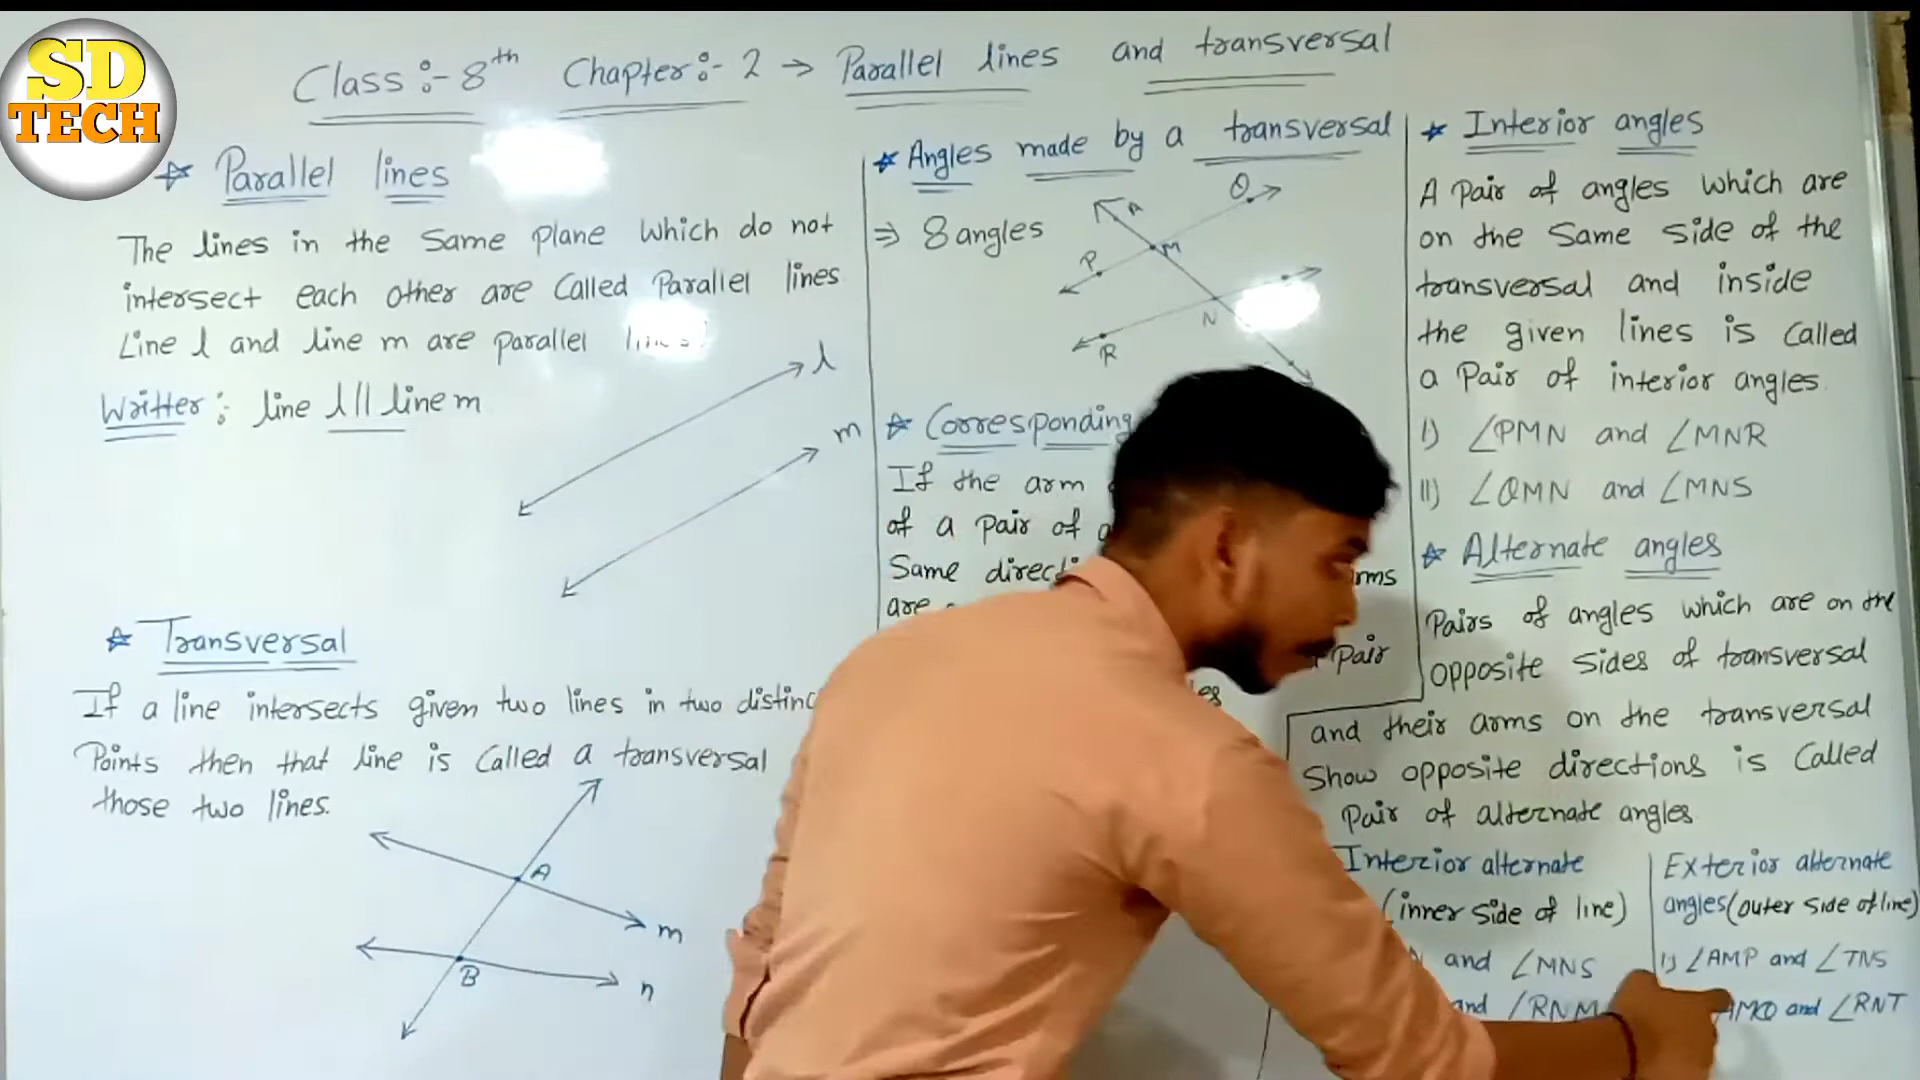 SD
TECH
Class :- 8th Chapter :- 2 → Parallel lines and transversal
☆ Parallel lines
The lines in the same plane which do not
intersect each other are called Parallel lines
Line l and line m are parallel
Writter : line l || line m
l
m
☆ Transversal
If a line intersects given two lines in two
Points then that line is called a transversal
those two lines.
A
m
B
n
☆ Angles made by a transversal
⇒ 8 angles
A
Q
P
M
N
R
☆ Corresponding
If the arm
of a pair of
Same
are
Pair
☆ Interior angles
A Pair of angles which are
on the same side of the
transversal and inside
the given lines is called
a Pair of interior angles.
I) ∠PMN and ∠MNR
II) ∠QMN and ∠MNS
☆ Alternate angles
Pairs of angles which are on the
opposite sides of transversal
and their arms on the transversal
Show opposite directions is called
Pair of alternate angles
Interior alternate
(inner side of line)
and ∠MNS
and ∠RNM
Exterior alternate
angles (outer side of line)
I) ∠AMP and ∠TNS
AMQ and ∠RNT